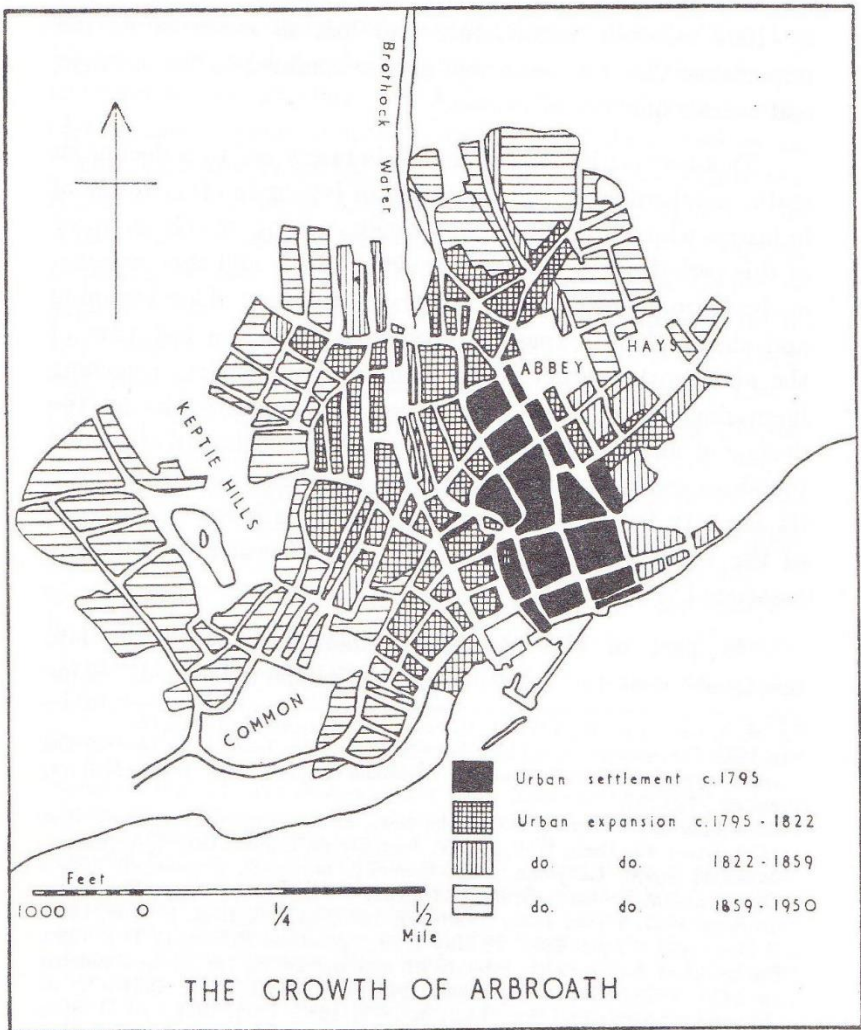 Brothock Water
HAYS
ABBEY
KEPTIE HILLS
COMMON
Urban settlement c.1795
Urban expansion c.1795-1822
do. do. 1822-1859
do. do. 1859-1950
Feet
1000 0 1/4 1/2
Mile
THE GROWTH OF ARBROATH